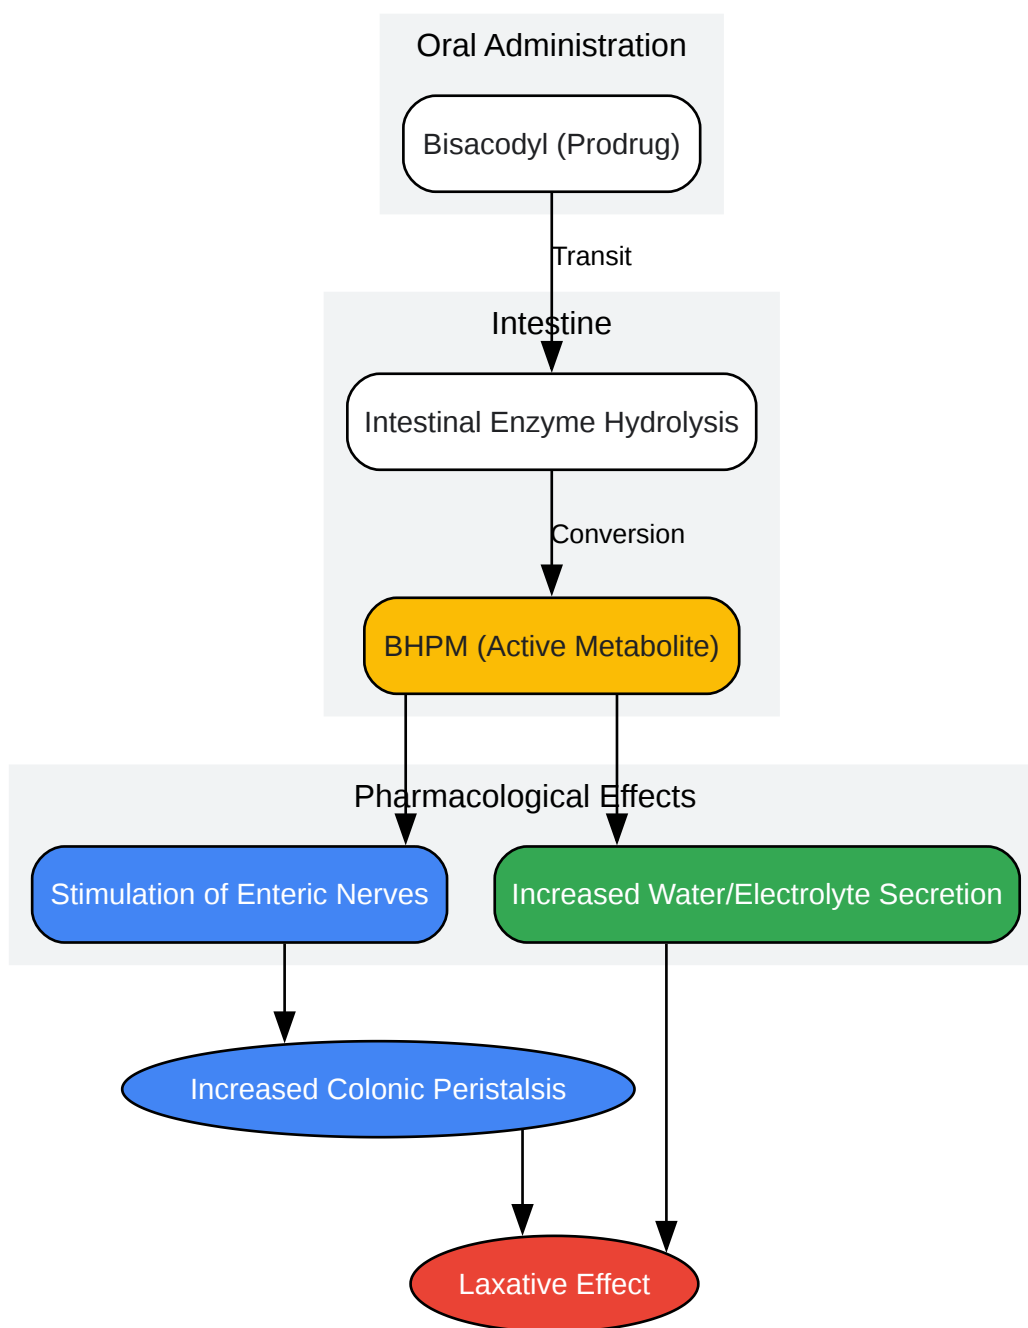 Oral Administration
Bisacodyl (Prodrug)
Transit
Intestine
Intestinal Enzyme Hydrolysis
Conversion
BHPM (Active Metabolite)
Pharmacological Effects
Stimulation of Enteric Nerves
Increased Water/Electrolyte Secretion
Increased Colonic Peristalsis
Laxative Effect